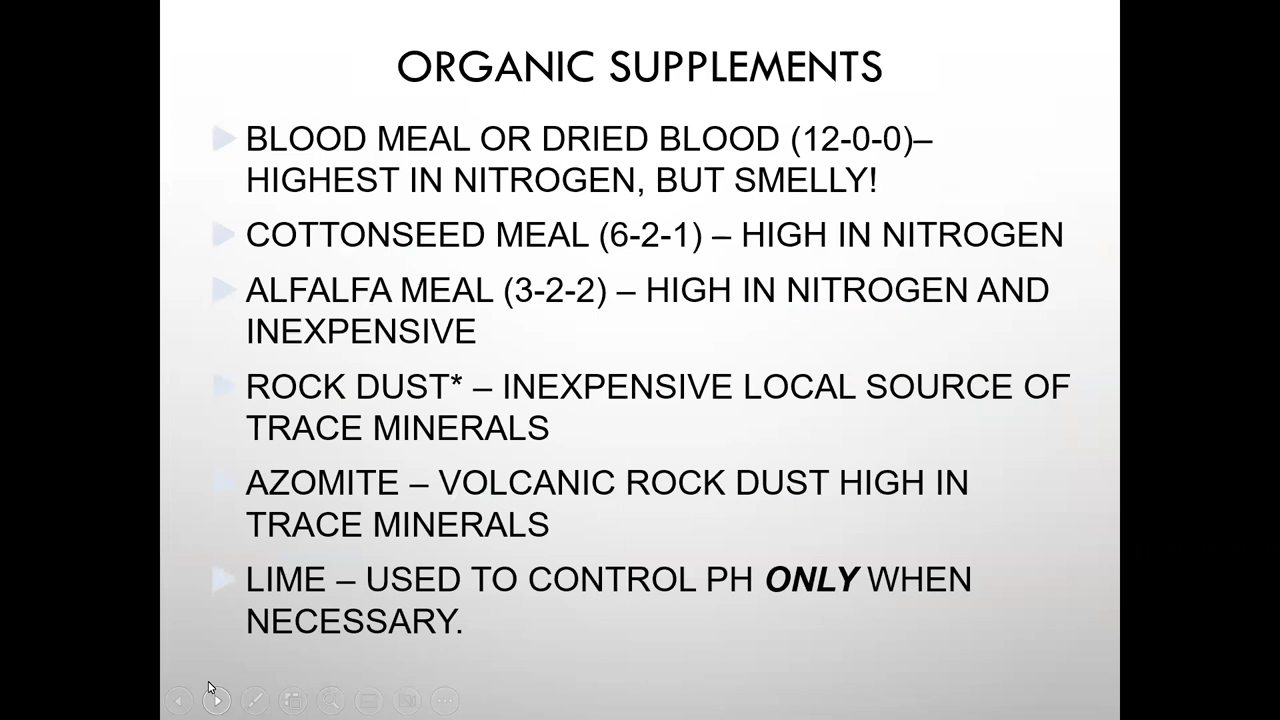 ORGANIC SUPPLEMENTS
BLOOD MEAL OR DRIED BLOOD (12-0-0)–
HIGHEST IN NITROGEN, BUT SMELLY!
COTTONSEED MEAL (6-2-1) – HIGH IN NITROGEN
ALFALFA MEAL (3-2-2) – HIGH IN NITROGEN AND
INEXPENSIVE
ROCK DUST* – INEXPENSIVE LOCAL SOURCE OF
TRACE MINERALS
AZOMITE – VOLCANIC ROCK DUST HIGH IN
TRACE MINERALS
LIME – USED TO CONTROL PH ONLY WHEN
NECESSARY.